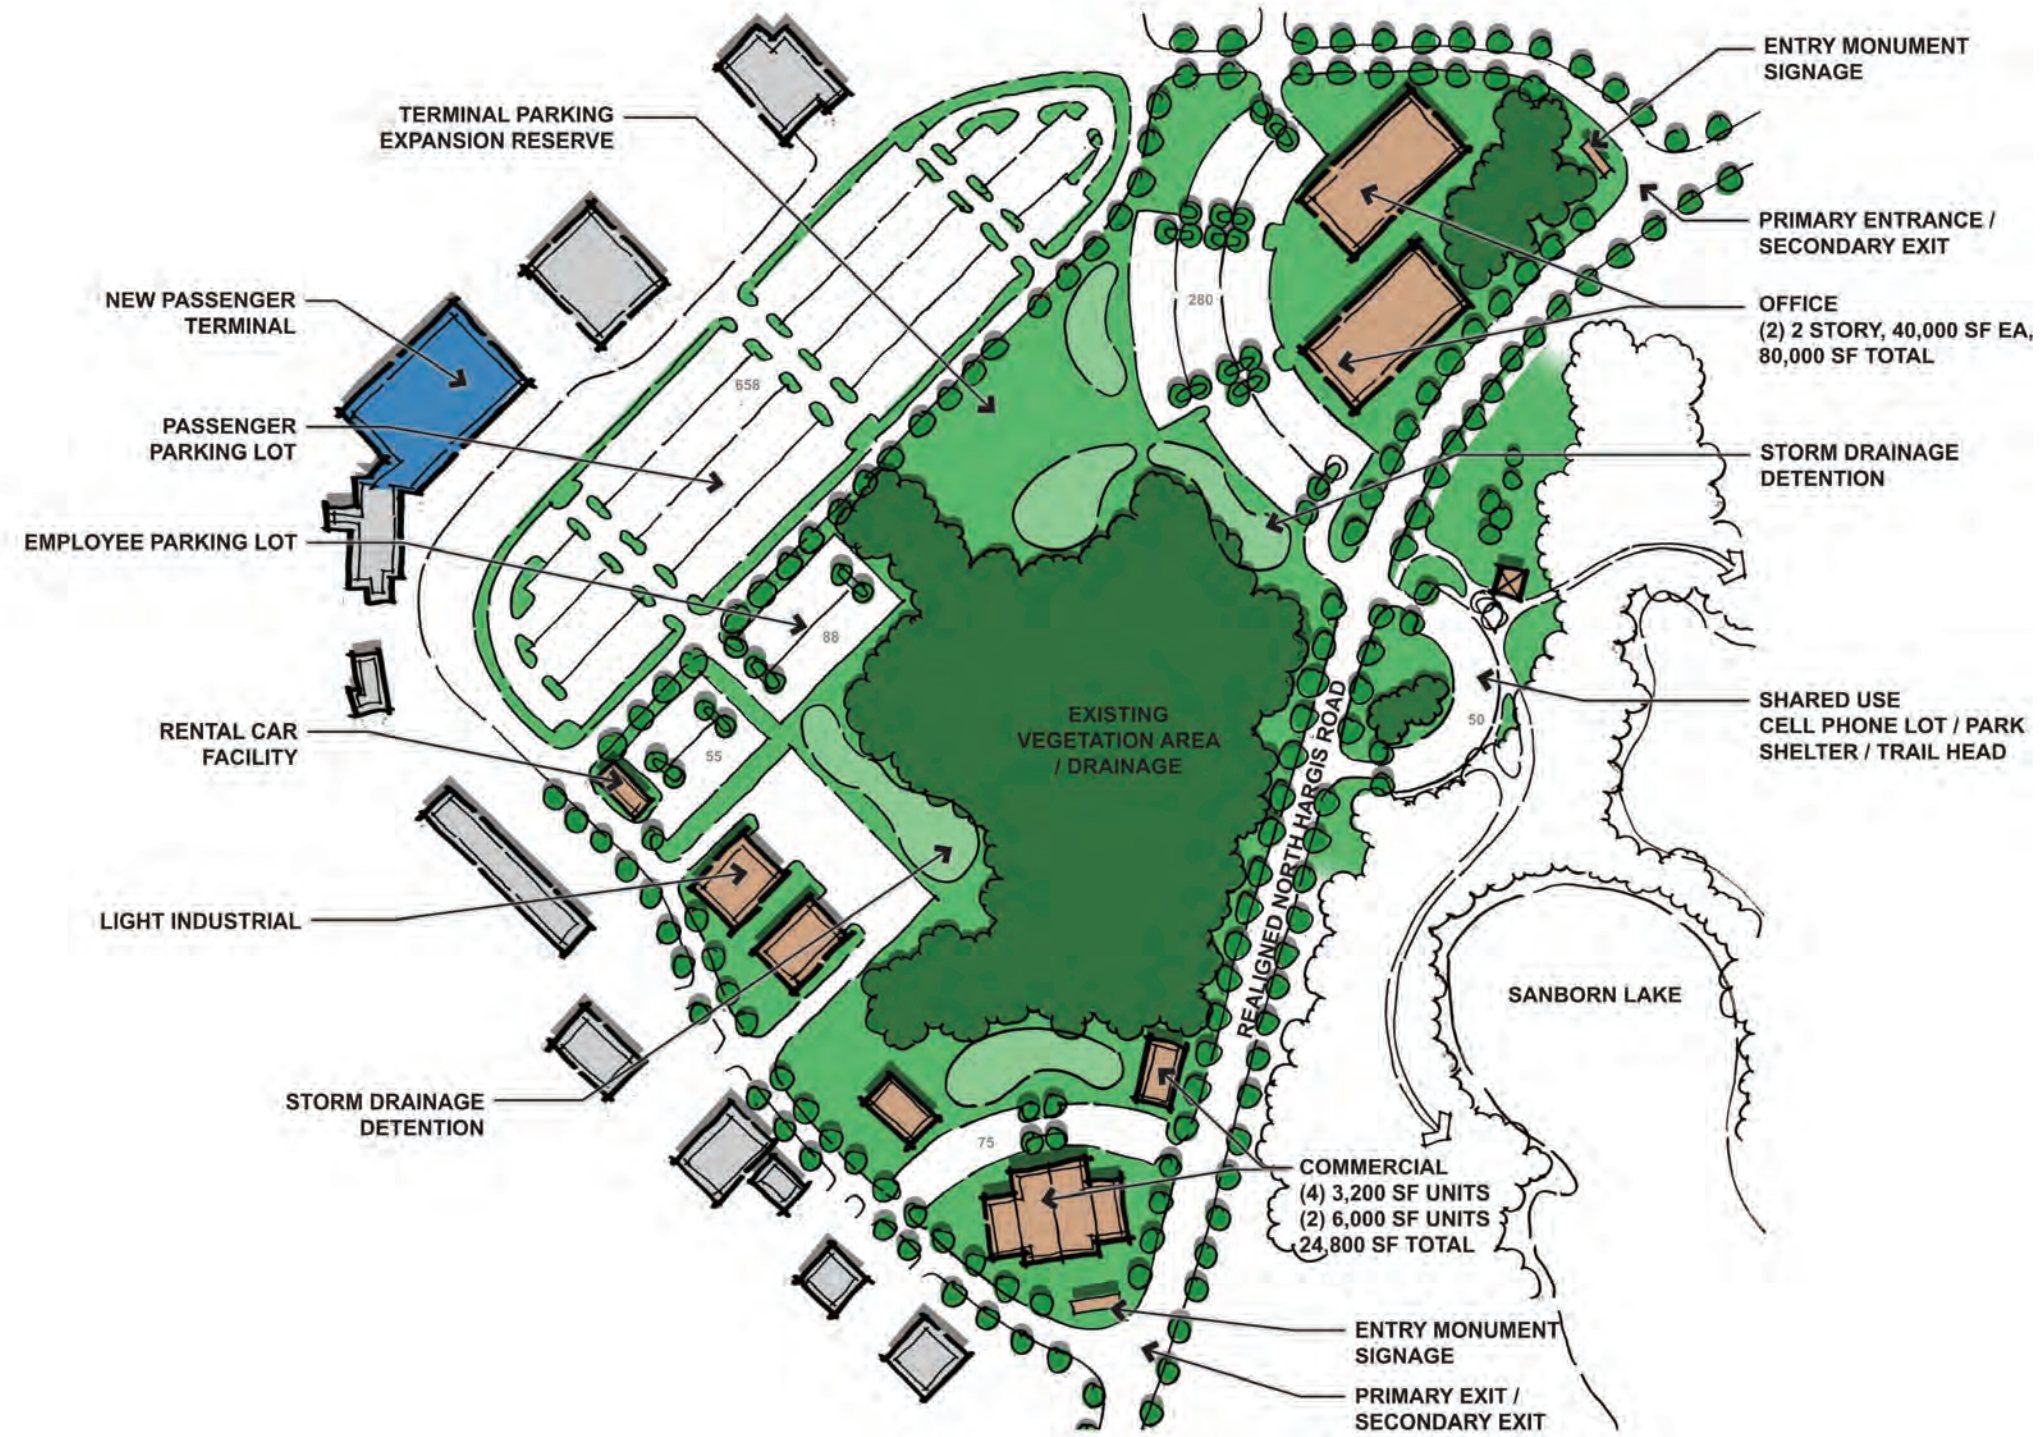 ENTRY MONUMENT
SIGNAGE
TERMINAL PARKING
EXPANSION RESERVE
PRIMARY ENTRANCE /
SECONDARY EXIT
NEW PASSENGER
TERMINAL
280
OFFICE
(2) 2 STORY, 40,000 SF EA,
80,000 SF TOTAL
658
PASSENGER
PARKING LOT
STORM DRAINAGE
DETENTION
EMPLOYEE PARKING LOT
88
EXISTING
VEGETATION AREA
/ DRAINAGE
REALIGNED NORTH HARGIS ROAD
50
SHARED USE
CELL PHONE LOT / PARK
SHELTER / TRAIL HEAD
RENTAL CAR
FACILITY
55
LIGHT INDUSTRIAL
SANBORN LAKE
STORM DRAINAGE
DETENTION
75
COMMERCIAL
(4) 3,200 SF UNITS
(2) 6,000 SF UNITS
24,800 SF TOTAL
ENTRY MONUMENT
SIGNAGE
PRIMARY EXIT /
SECONDARY EXIT